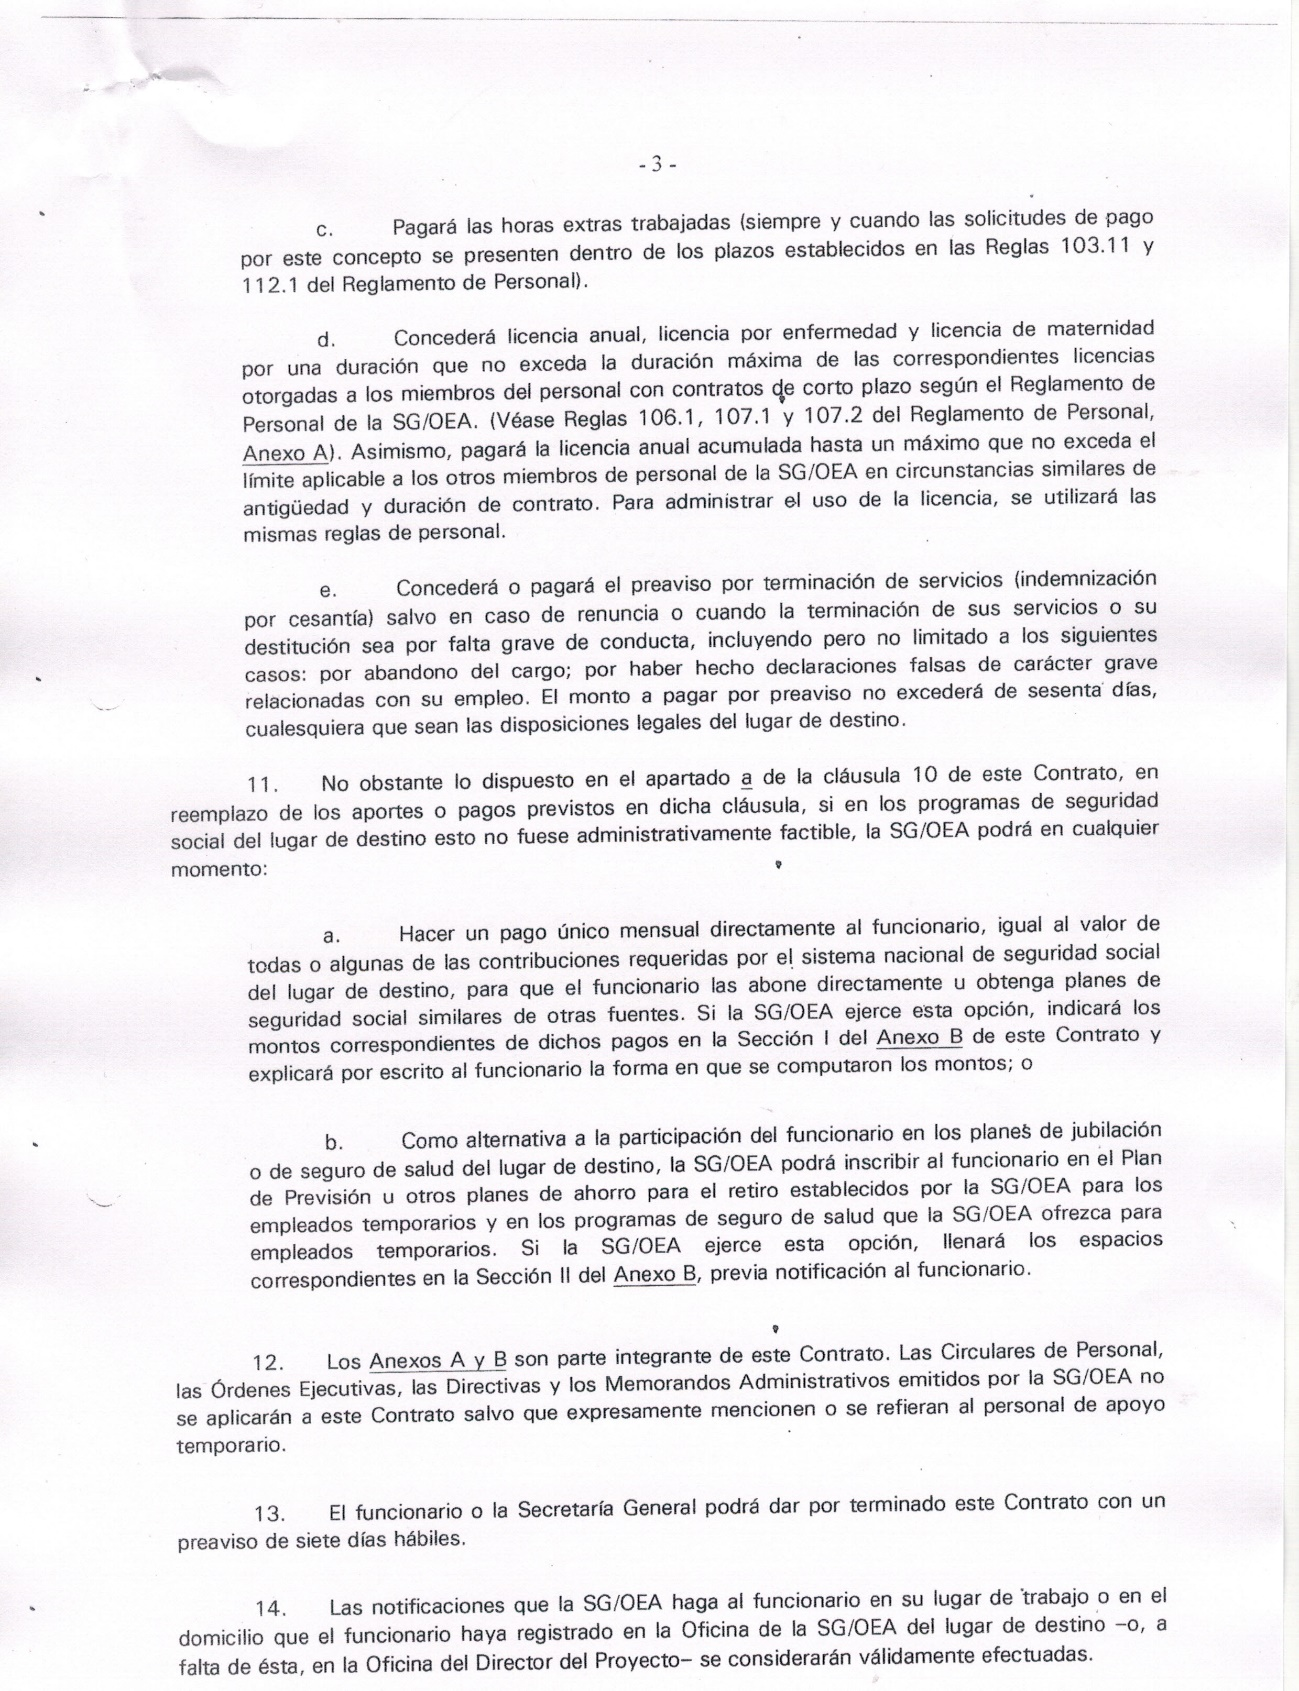 - 3 -
c. Pagará las horas extras trabajadas (siempre y cuando las solicitudes de pago
por este concepto se presenten dentro de los plazos establecidos en las Reglas 103.11 y
112.1 del Reglamento de Personal).
d. Concederá licencia anual, licencia por enfermedad y licencia de maternidad
por una duración que no exceda la duración máxima de las correspondientes licencias
otorgadas a los miembros del personal con contratos de corto plazo según el Reglamento de
Personal de la SG/OEA. (Véase Reglas 106.1, 107.1 y 107.2 del Reglamento de Personal,
Anexo A). Asimismo, pagará la licencia anual acumulada hasta un máximo que no exceda el
límite aplicable a los otros miembros de personal de la SG/OEA en circunstancias similares de
antigüedad y duración de contrato. Para administrar el uso de la licencia, se utilizará las
mismas reglas de personal.
e. Concederá o pagará el preaviso por terminación de servicios (indemnización
por cesantía) salvo en caso de renuncia o cuando la terminación de sus servicios o su
destitución sea por falta grave de conducta, incluyendo pero no limitado a los siguientes
casos: por abandono del cargo; por haber hecho declaraciones falsas de carácter grave
relacionadas con su empleo. El monto a pagar por preaviso no excederá de sesenta días,
cualesquiera que sean las disposiciones legales del lugar de destino.
11. No obstante lo dispuesto en el apartado a de la cláusula 10 de este Contrato, en
reemplazo de los aportes o pagos previstos en dicha cláusula, si en los programas de seguridad
social del lugar de destino esto no fuese administrativamente factible, la SG/OEA podrá en cualquier
momento:
a. Hacer un pago único mensual directamente al funcionario, igual al valor de
todas o algunas de las contribuciones requeridas por el sistema nacional de seguridad social
del lugar de destino, para que el funcionario las abone directamente u obtenga planes de
seguridad social similares de otras fuentes. Si la SG/OEA ejerce esta opción, indicará los
montos correspondientes de dichos pagos en la Sección I del Anexo B de este Contrato y
explicará por escrito al funcionario la forma en que se computaron los montos; o
b. Como alternativa a la participación del funcionario en los planes de jubilación
o de seguro de salud del lugar de destino, la SG/OEA podrá inscribir al funcionario en el Plan
de Previsión u otros planes de ahorro para el retiro establecidos por la SG/OEA para los
empleados temporarios y en los programas de seguro de salud que la SG/OEA ofrezca para
empleados temporarios. Si la SG/OEA ejerce esta opción, llenará los espacios
correspondientes en la Sección II del Anexo B, previa notificación al funcionario.
12. Los Anexos A y B son parte integrante de este Contrato. Las Circulares de Personal,
las Órdenes Ejecutivas, las Directivas y los Memorandos Administrativos emitidos por la SG/OEA no
se aplicarán a este Contrato salvo que expresamente mencionen o se refieran al personal de apoyo
temporario.
13. El funcionario o la Secretaría General podrá dar por terminado este Contrato con un
preaviso de siete días hábiles.
14. Las notificaciones que la SG/OEA haga al funcionario en su lugar de trabajo o en el
domicilio que el funcionario haya registrado en la Oficina de la SG/OEA del lugar de destino –o, a
falta de ésta, en la Oficina del Director del Proyecto– se considerarán válidamente efectuadas.